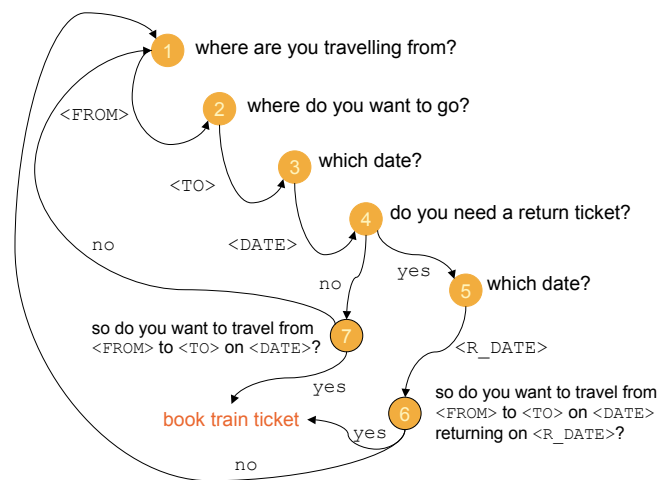 1 where are you travelling from?
<FROM>
2 where do you want to go?
<TO>
3 which date?
<DATE>
4 do you need a return ticket?
no
no
yes
5 which date?
so do you want to travel from
<FROM> to <TO> on <DATE>?
7
<R_DATE>
yes
book train ticket
yes
6
so do you want to travel from
<FROM> to <TO> on <DATE>
returning on <R_DATE>?
no